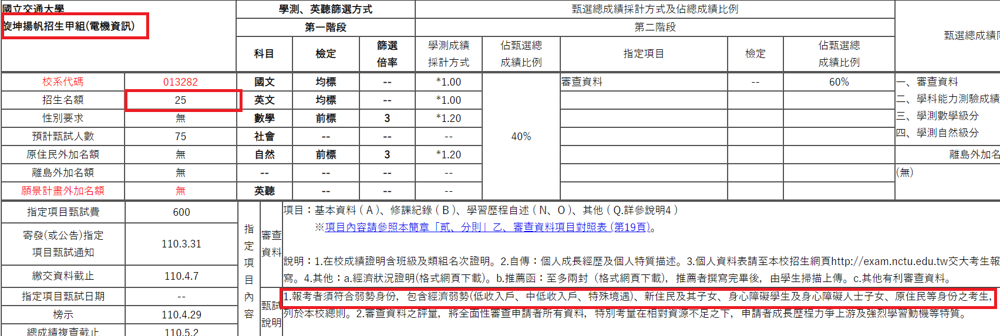 國立交通大學
旋坤揚帆招生甲組(電機資訊)
學測、英聽篩選方式
甄選總成績採計方式及佔總成績比例
第一階段
第二階段
甄選總成績同
科目
檢定
篩選
倍率
學測成績
採計方式
佔甄選總
成績比例
指定項目
檢定
佔甄選總
成績比例
校系代碼 013282 國文 均標 -- *1.00 審查資料 -- 60% 一、審查資料
招生名額 25 英文 均標 -- *1.00 二、學科能力測驗成績
性別要求 無 數學 前標 3 *1.20 三、學測數學級分
預計甄試人數 75 社會 -- -- -- 40% 四、學測自然級分
原住民外加名額 無 自然 前標 3 *1.20 離島外加名
離島外加名額 無 -- -- -- -- (無)
願景計畫外加名額 無 英聽 -- -- --
指定項目甄試費 600
寄發(或公告)指定
項目甄試通知
110.3.31
繳交資料截止 110.4.7
指定項目甄試日期 --
榜示 110.4.29
總成績複查截止 110.5.2
指定項目內容
審查
資料
項目：基本資料 ( A )、修課紀錄 ( B )、學習歷程自述 ( N、O )、其他 ( Q.詳參說明4 )
※項目內容請參照本簡章「貳、分則」乙、審查資料項目對照表 (第19頁)。
說明：1.在校成績證明含班級及類組名次證明。2.自傳：個人成長經歷及個人特質描述。3.個人資料表請至本校招生網頁http://exam.nctu.edu.tw交大考生報
寫。4.其他：a.經濟狀況證明(格式網頁下載)。b.推薦函：至多兩封（格式網頁下載)，推薦者撰寫完畢後，由學生掃描上傳。c.其他有利審查資料。
甄試
說明
1.報考者須符合弱勢身份，包含經濟弱勢(低收入戶、中低收入戶、特殊境遇)、新住民及其子女、身心障礙學生及身心障礙人士子女、原住民等身份之考生，
列於本校總則。2.審查資料之評量，將全面性審查申請者所有資料，特別考量在相對資源不足之下，申請者成長歷程力爭上游及強烈學習動機等特質。